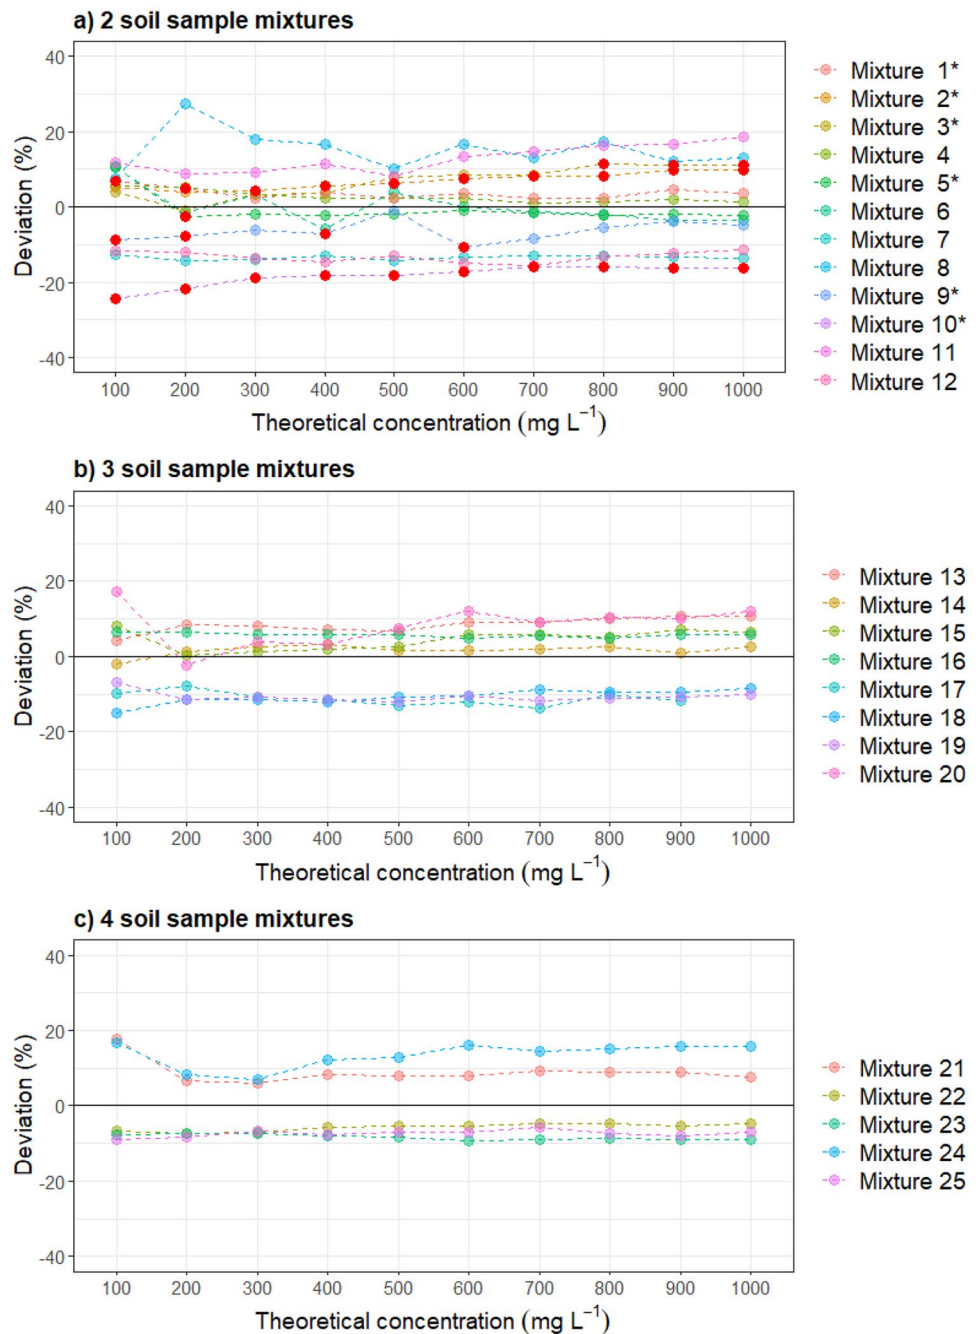 a) 2 soil sample mixtures
40
20
0
-20
-40
Deviation (%)
100 200 300 400 500 600 700 800 900 1000
Theoretical concentration (mg L⁻¹)
Mixture 1*
Mixture 2*
Mixture 3*
Mixture 4
Mixture 5*
Mixture 6
Mixture 7
Mixture 8
Mixture 9*
Mixture 10*
Mixture 11
Mixture 12
b) 3 soil sample mixtures
40
20
0
-20
-40
Deviation (%)
100 200 300 400 500 600 700 800 900 1000
Theoretical concentration (mg L⁻¹)
Mixture 13
Mixture 14
Mixture 15
Mixture 16
Mixture 17
Mixture 18
Mixture 19
Mixture 20
c) 4 soil sample mixtures
40
20
0
-20
-40
Deviation (%)
100 200 300 400 500 600 700 800 900 1000
Theoretical concentration (mg L⁻¹)
Mixture 21
Mixture 22
Mixture 23
Mixture 24
Mixture 25